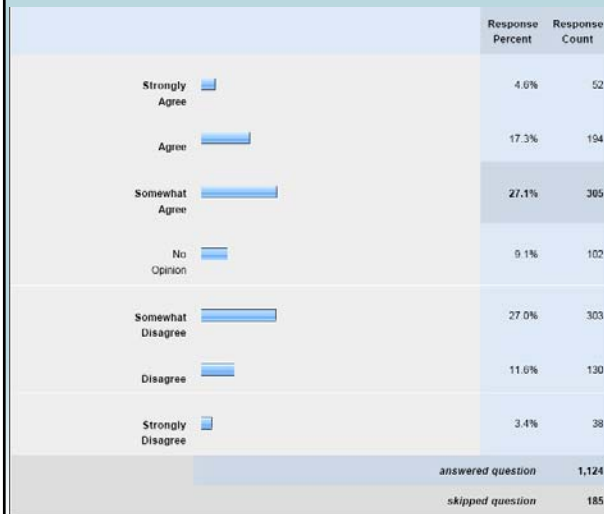 Response Percent Response Count
Strongly Agree 4.6% 52
Agree 17.3% 194
Somewhat Agree 27.1% 305
No Opinion 9.1% 102
Somewhat Disagree 27.0% 303
Disagree 11.6% 130
Strongly Disagree 3.4% 38
answered question 1,124
skipped question 185